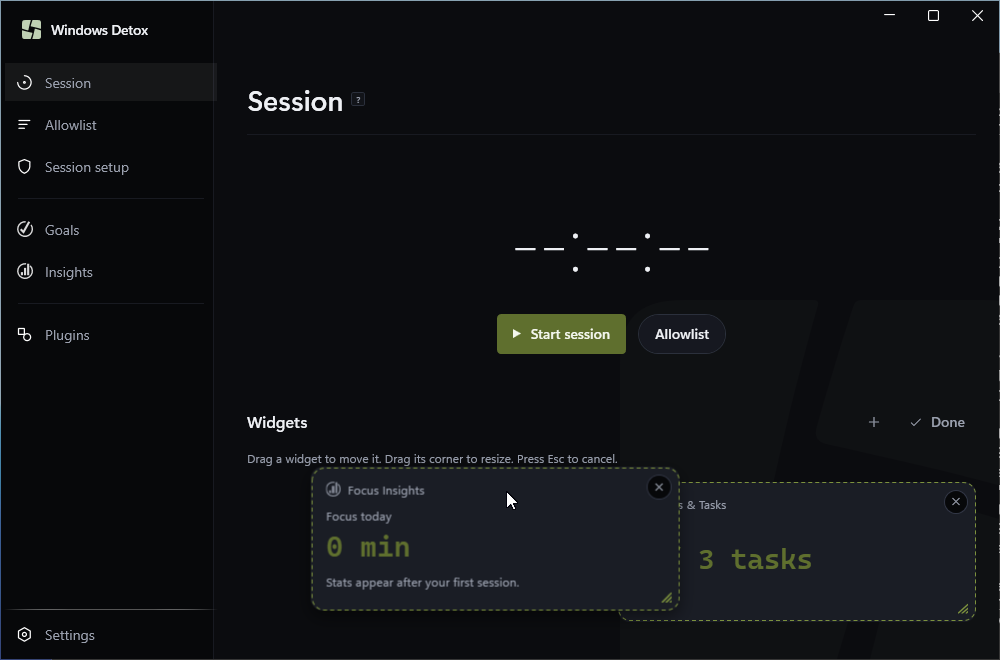 Windows Detox
Session
Allowlist
Session setup
Goals
Insights
Plugins
Settings
Session ?
--:--:--
Start session
Allowlist
Widgets
Done
Drag a widget to move it. Drag its corner to resize. Press Esc to cancel.
Focus Insights
Focus today
0 min
Stats appear after your first session.
s & Tasks
3 tasks